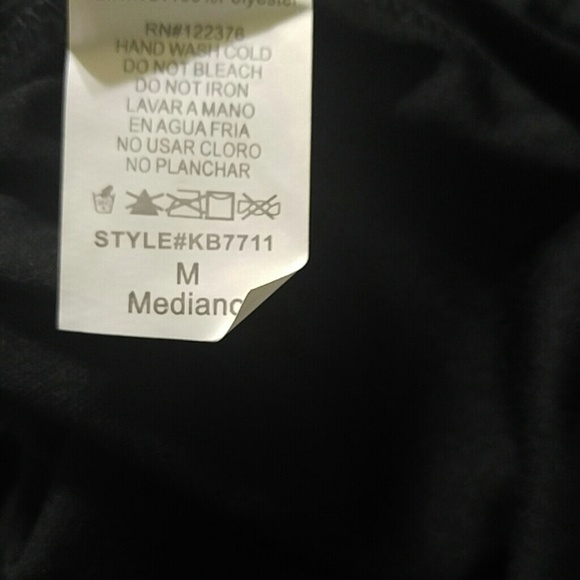 Polyester
RN#122376
HAND WASH COLD
DO NOT BLEACH
DO NOT IRON
LAVAR A MANO
EN AGUA FRIA
NO USAR CLORO
NO PLANCHAR
STYLE#KB7711
M
Mediano